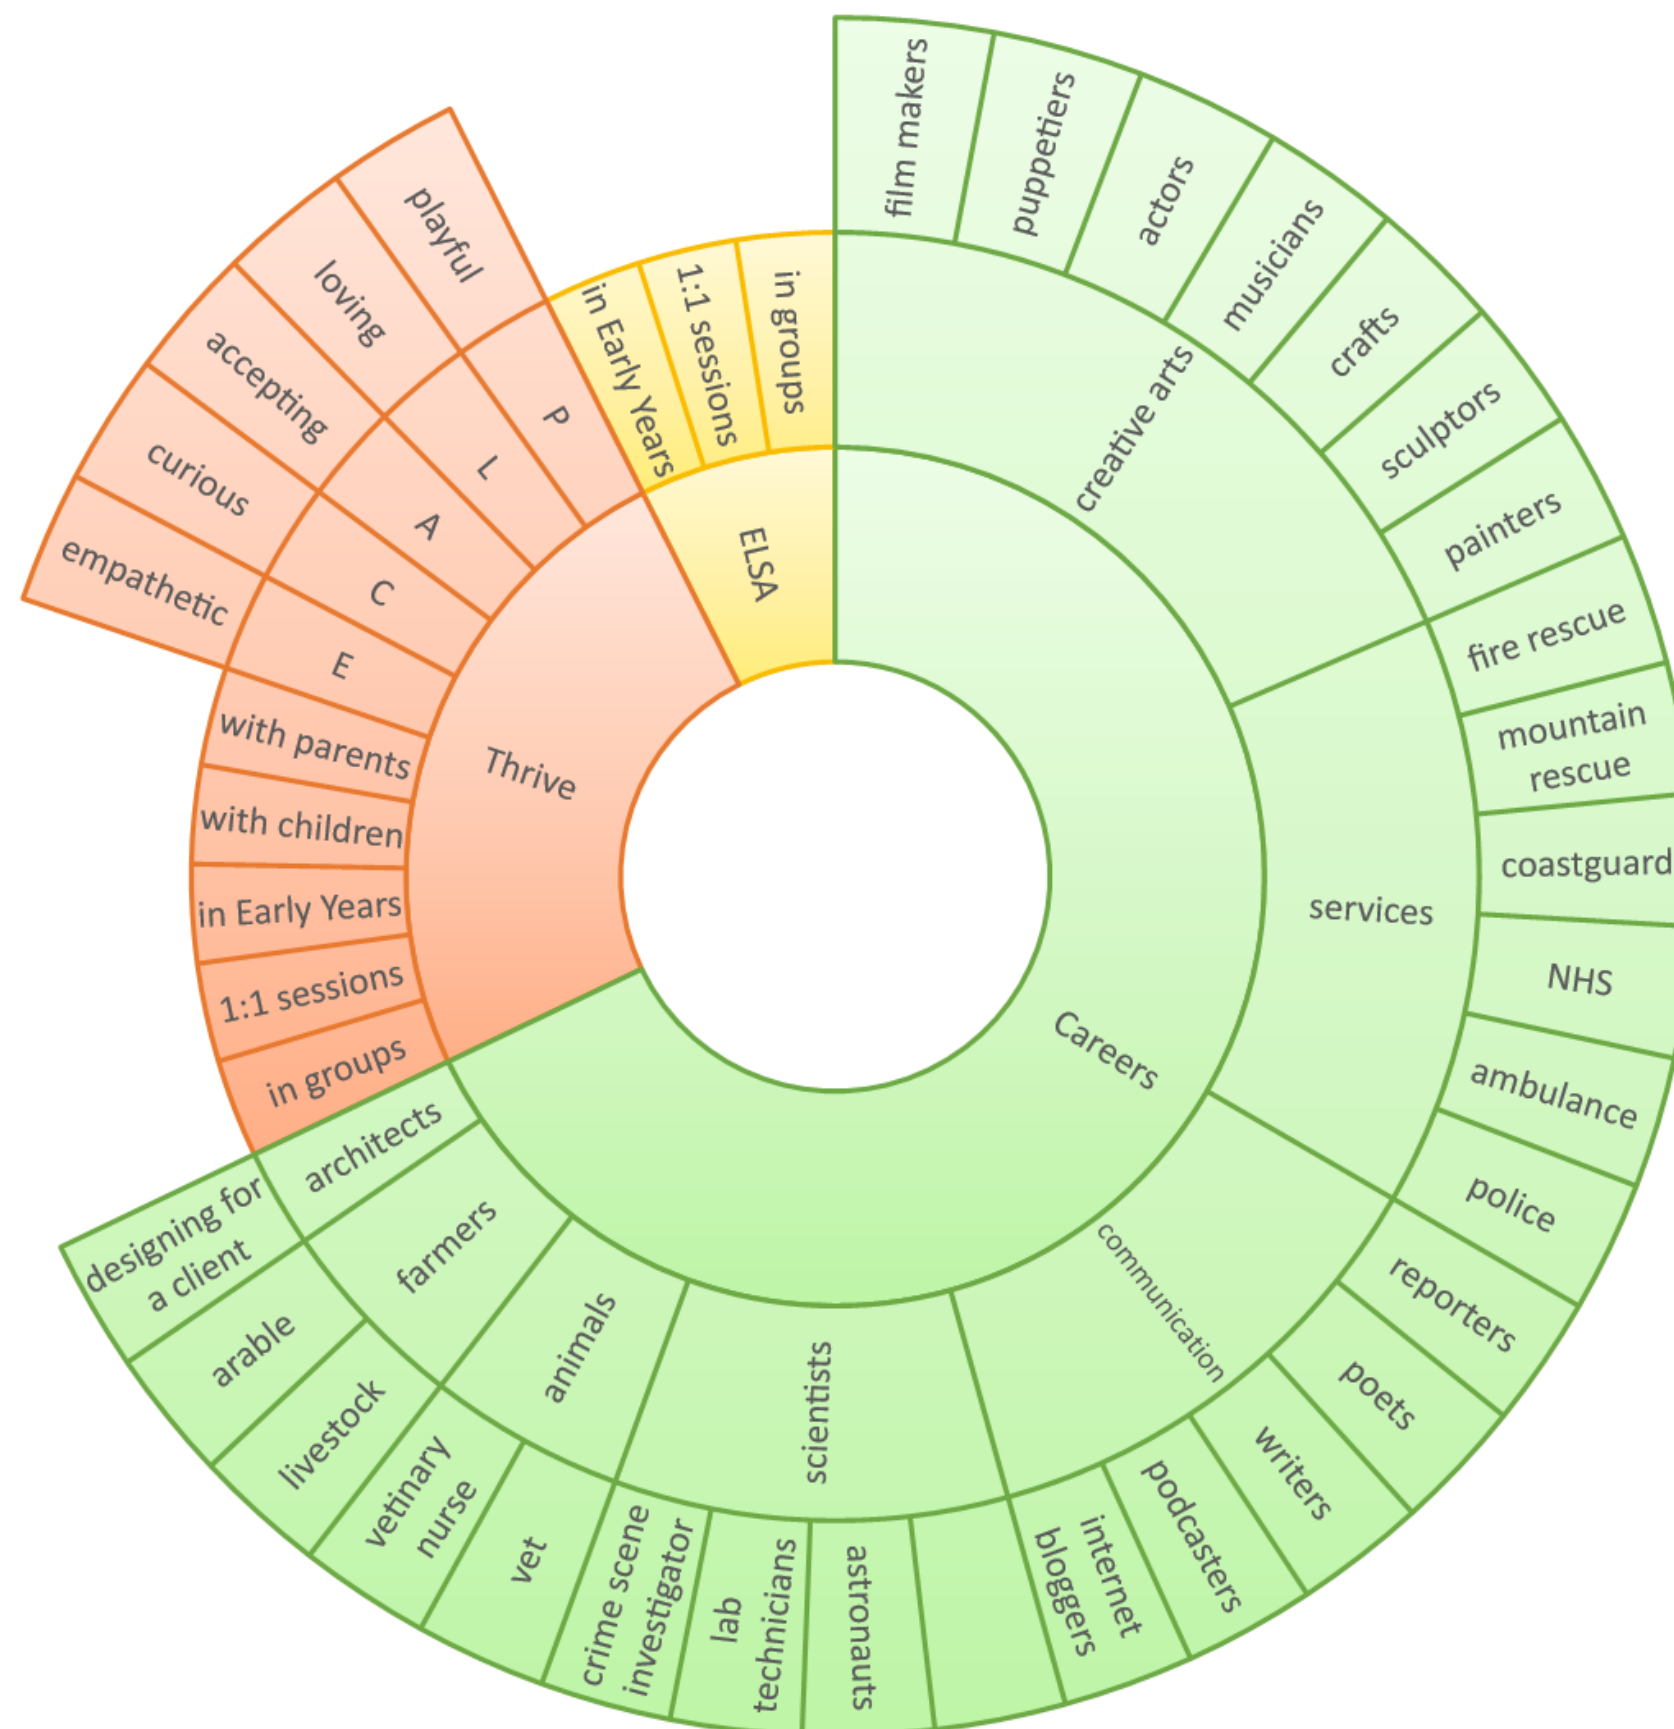 Careers
creative arts
film makers
puppetiers
actors
musicians
crafts
sculptors
painters
services
fire rescue
mountain
rescue
coastguard
NHS
ambulance
police
communication
reporters
poets
writers
podcasters
internet
bloggers
scientists
astronauts
lab
technicians
crime scene
investigator
animals
vet
vetinary
nurse
farmers
livestock
arable
architects
designing for
a client
Thrive
in groups
1:1 sessions
in Early Years
with children
with parents
E
empathetic
C
curious
A
accepting
L
loving
P
playful
ELSA
in Early Years
1:1 sessions
in groups